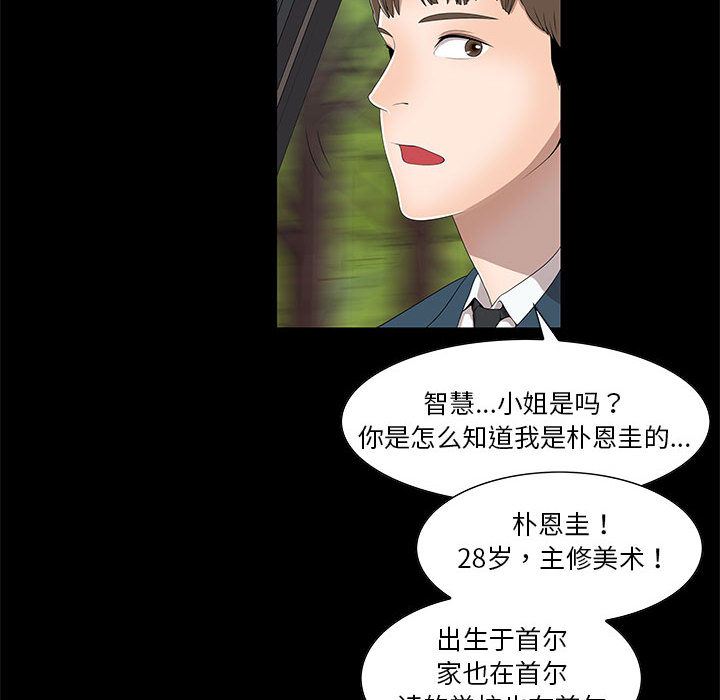 智慧...小姐是吗？
你是怎么知道我是朴恩圭的...
朴恩圭！
28岁，主修美术！
出生于首尔
家也在首尔